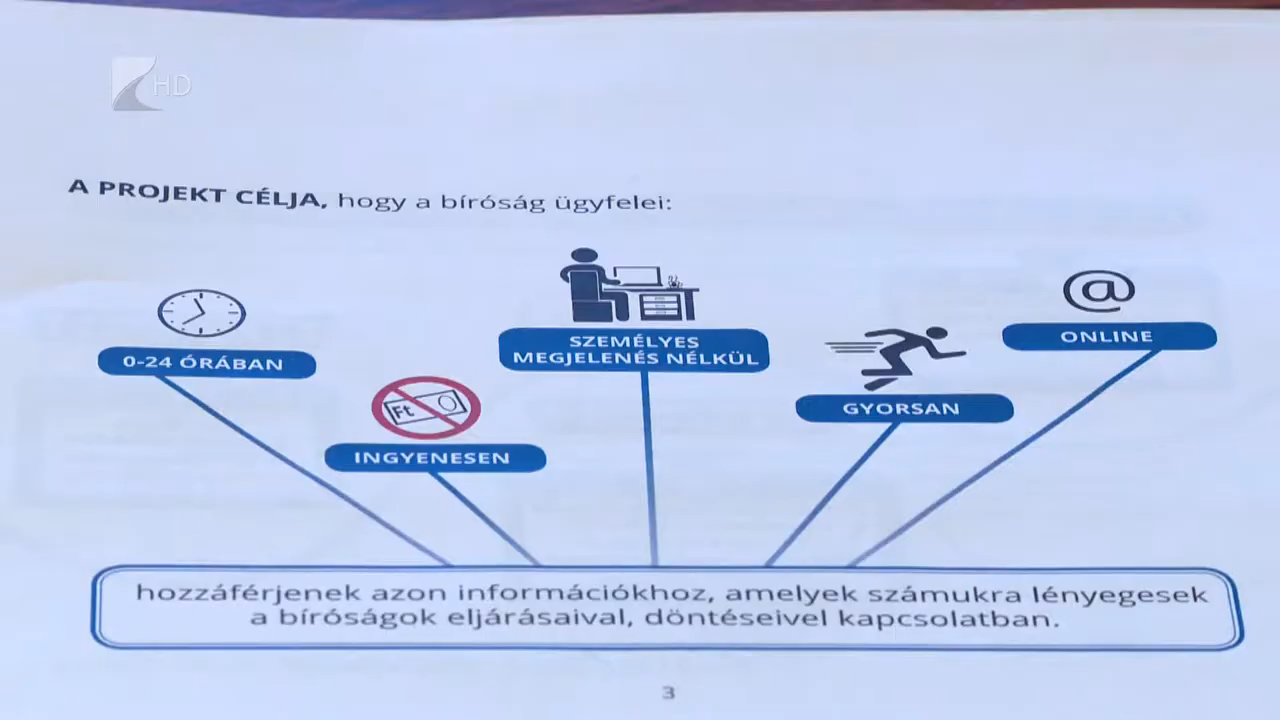 HD
A PROJEKT CÉLJA, hogy a bíróság ügyfelei:
0-24 ÓRÁBAN
Ft
INGYENESEN
SZEMÉLYES
MEGJELENÉS NÉLKÜL
GYORSAN
@
ONLINE
hozzáférjenek azon információkhoz, amelyek számukra lényegesek
a bíróságok eljárásaival, döntéseivel kapcsolatban.
3